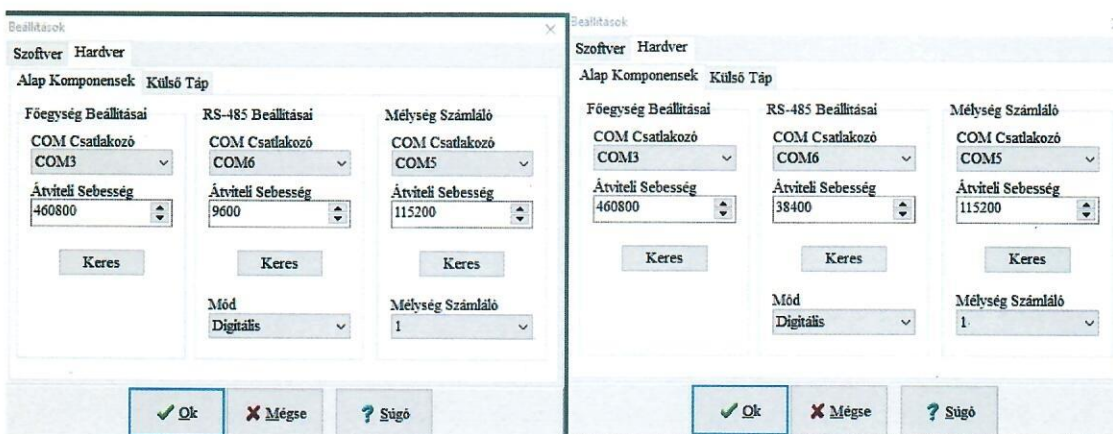 Beállítások
Szoftver Hardver
Alap Komponensek Külső Táp
Főegység Beállításai
COM Csatlakozó
COM3
Átviteli Sebesség
460800
Keres
RS-485 Beállításai
COM Csatlakozó
COM6
Átviteli Sebesség
9600
Keres
Mód
Digitális
Mélység Számláló
COM Csatlakozó
COM5
Átviteli Sebesség
115200
Keres
Mélység Számláló
1
Ok Mégse Súgó
Beállítások
Szoftver Hardver
Alap Komponensek Külső Táp
Főegység Beállításai
COM Csatlakozó
COM3
Átviteli Sebesség
460800
Keres
RS-485 Beállításai
COM Csatlakozó
COM6
Átviteli Sebesség
38400
Keres
Mód
Digitális
Mélység Számláló
COM Csatlakozó
COM5
Átviteli Sebesség
115200
Keres
Mélység Számláló
1
Ok Mégse Súgó